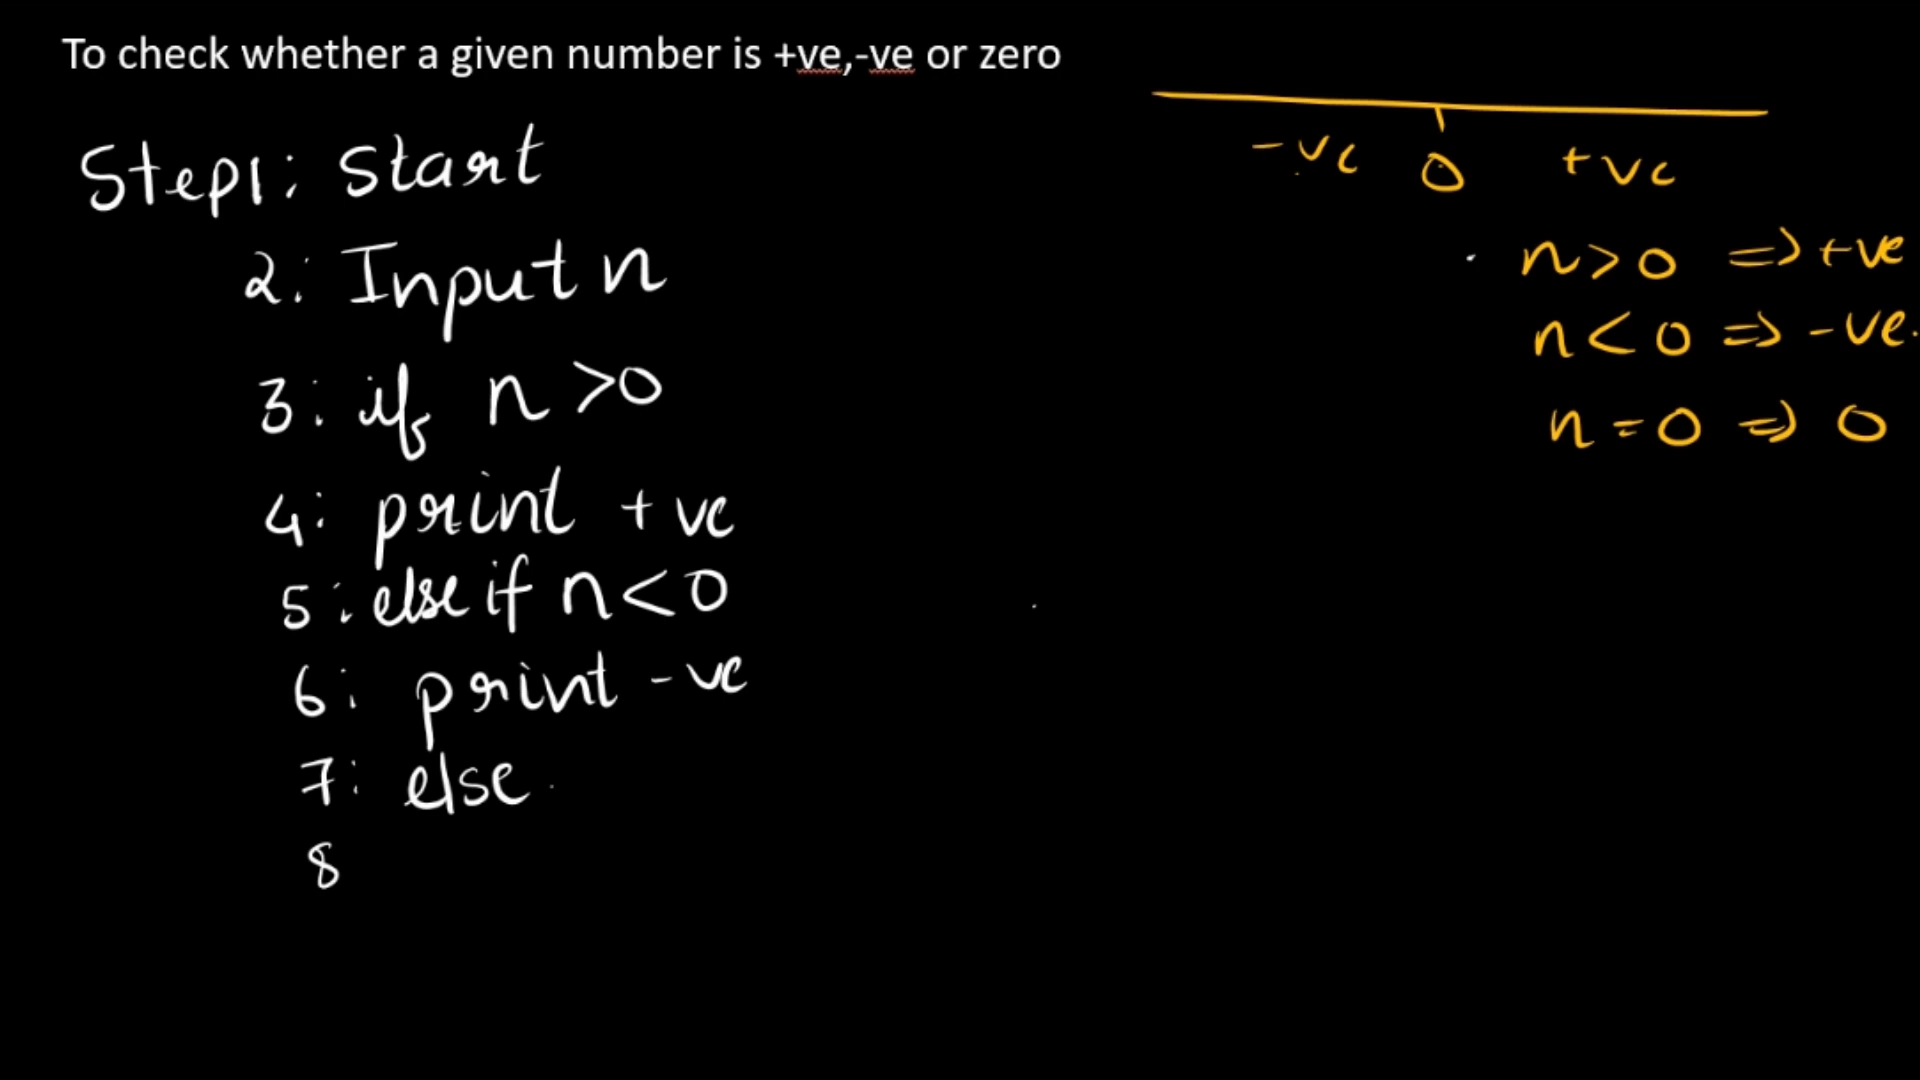 To check whether a given number is +ve,-ve or zero
Step1: Start
2: Input n
3: if n >0
4: print +ve
5: else if n<0
6: print -ve
7: else
8
-ve 0 +ve
n>0 => +ve
n<0 => -ve.
n=0 => 0